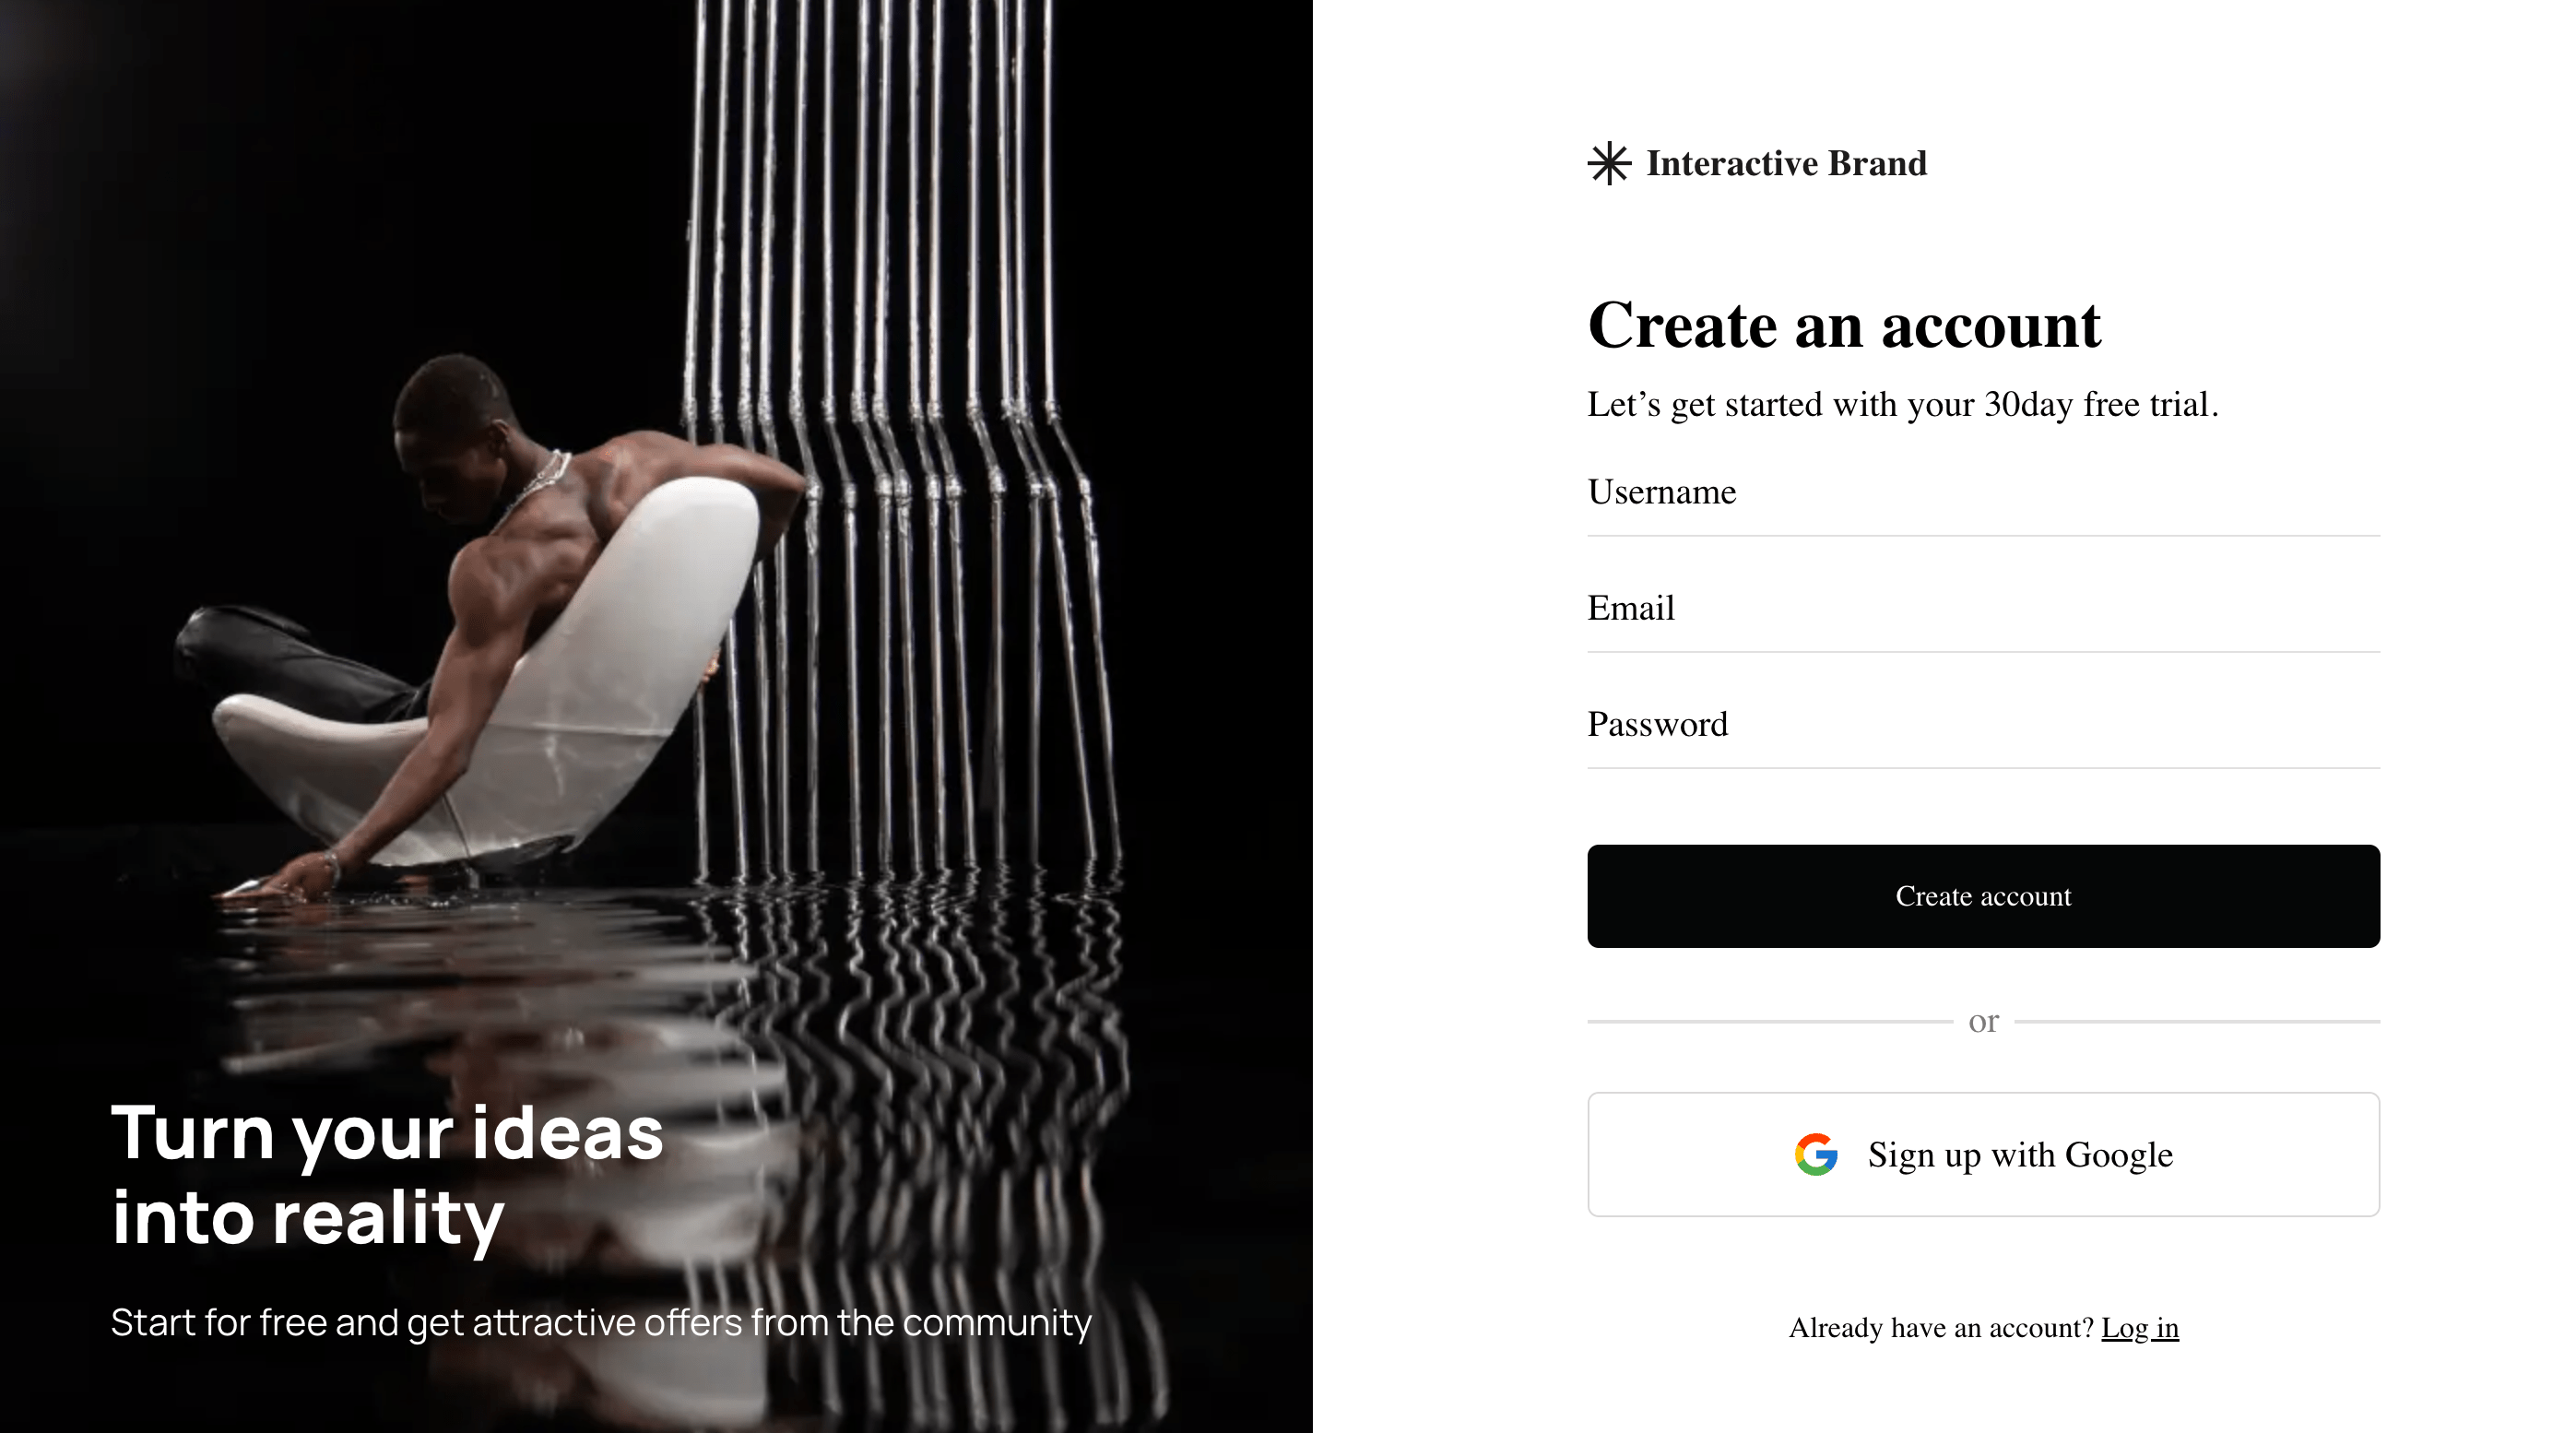 Turn your ideas
into reality
Start for free and get attractive offers from the community
Interactive Brand
Create an account
Let’s get started with your 30day free trial.
Username
Email
Password
Create account
or
Sign up with Google
Already have an account? Log in